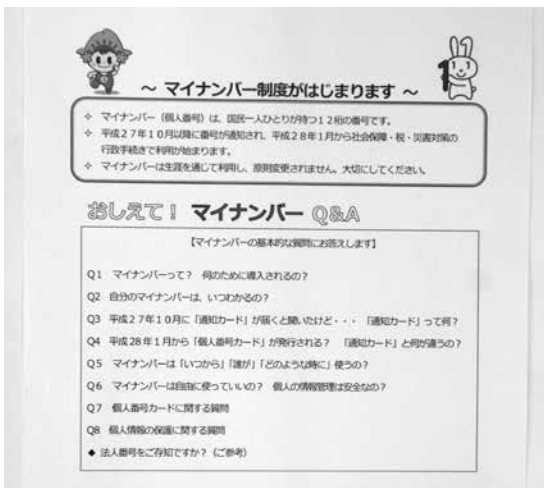 1
～ マイナンバー制度がはじまります ～
✧ マイナンバー（個人番号）は、国民一人ひとりが持つ12桁の番号です。
✧ 平成27年10月以降に番号が通知され、平成28年1月から社会保障・税・災害対策の
行政手続きで利用が始まります。
✧ マイナンバーは生涯を通じて利用し、原則変更されません。大切にしてください。
おしえて！ マイナンバー Q&A
【マイナンバーの基本的な質問にお答えします】
Q1 マイナンバーって？ 何のために導入されるの？
Q2 自分のマイナンバーは、いつわかるの？
Q3 平成27年10月に「通知カード」が届くと聞いたけど・・・ 「通知カード」って何？
Q4 平成28年1月から「個人番号カード」が発行される？ 「通知カード」と何が違うの？
Q5 マイナンバーは「いつから」「誰が」「どのような時に」使うの？
Q6 マイナンバーは自由に使っていいの？ 個人の情報管理は安全なの？
Q7 個人番号カードに関する質問
Q8 個人情報の保護に関する質問
◆ 法人番号をご存知ですか？（ご参考）